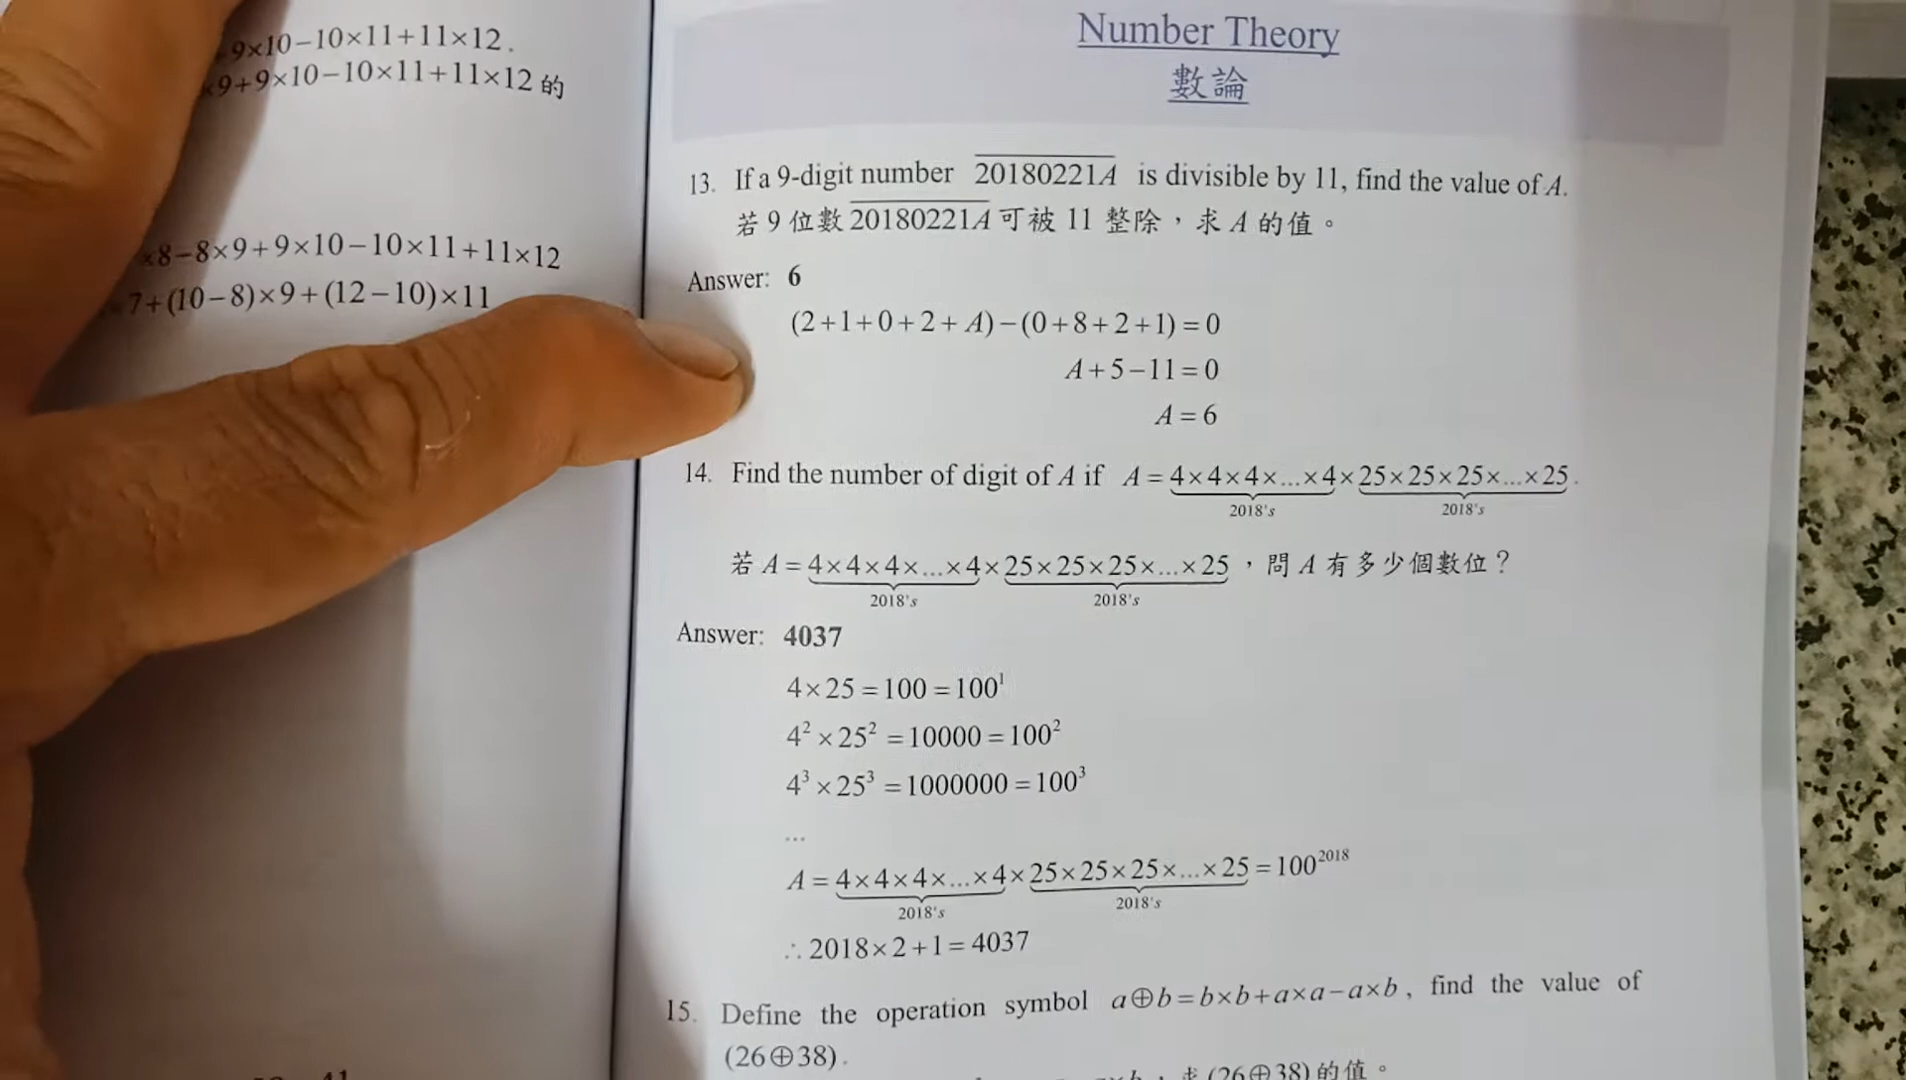 9×10−10×11+11×12.
×9+9×10−10×11+11×12 的
×8−8×9+9×10−10×11+11×12
7+(10−8)×9+(12−10)×11
Number Theory
數論
13. If a 9-digit number 20180221A is divisible by 11, find the value of A.
若 9 位數 20180221A 可被 11 整除，求 A 的值。
Answer: 6
(2+1+0+2+A)−(0+8+2+1)=0
A+5−11=0
A=6
14. Find the number of digit of A if A=4×4×4×...×4×25×25×25×...×25.
2018's 2018's
若 A=4×4×4×...×4×25×25×25×...×25，問 A 有多少個數位？
2018's 2018's
Answer: 4037
4×25=100=100¹
4²×25²=10000=100²
4³×25³=1000000=100³
...
A=4×4×4×...×4×25×25×25×...×25=100²⁰¹⁸
2018's 2018's
∴2018×2+1=4037
15. Define the operation symbol a⊕b=b×b+a×a−a×b, find the value of
(26⊕38).
×b，求 (26⊕38) 的值。